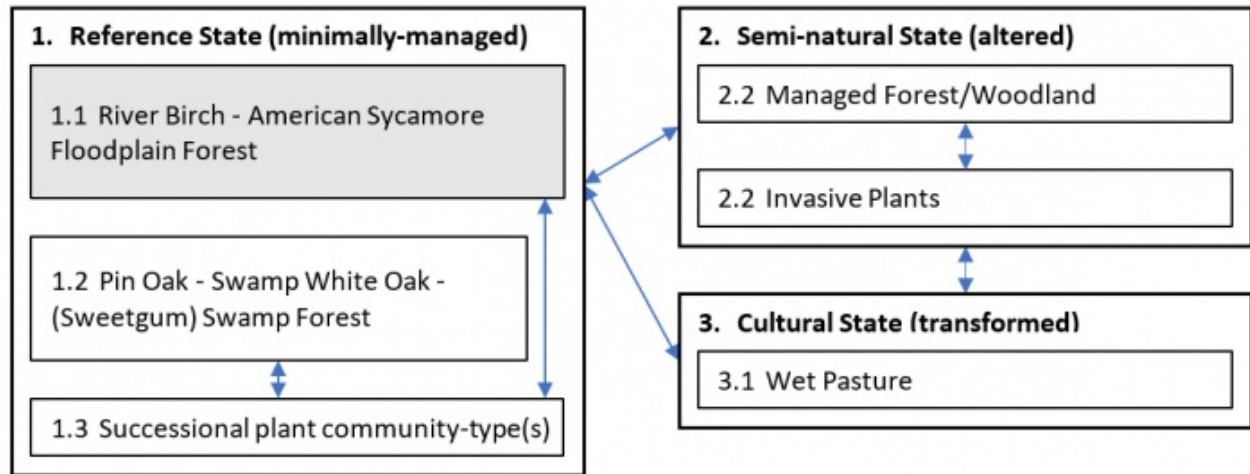 1. Reference State (minimally-managed)
1.1 River Birch - American Sycamore
Floodplain Forest
1.2 Pin Oak - Swamp White Oak -
(Sweetgum) Swamp Forest
1.3 Successional plant community-type(s)
2. Semi-natural State (altered)
2.2 Managed Forest/Woodland
2.2 Invasive Plants
3. Cultural State (transformed)
3.1 Wet Pasture